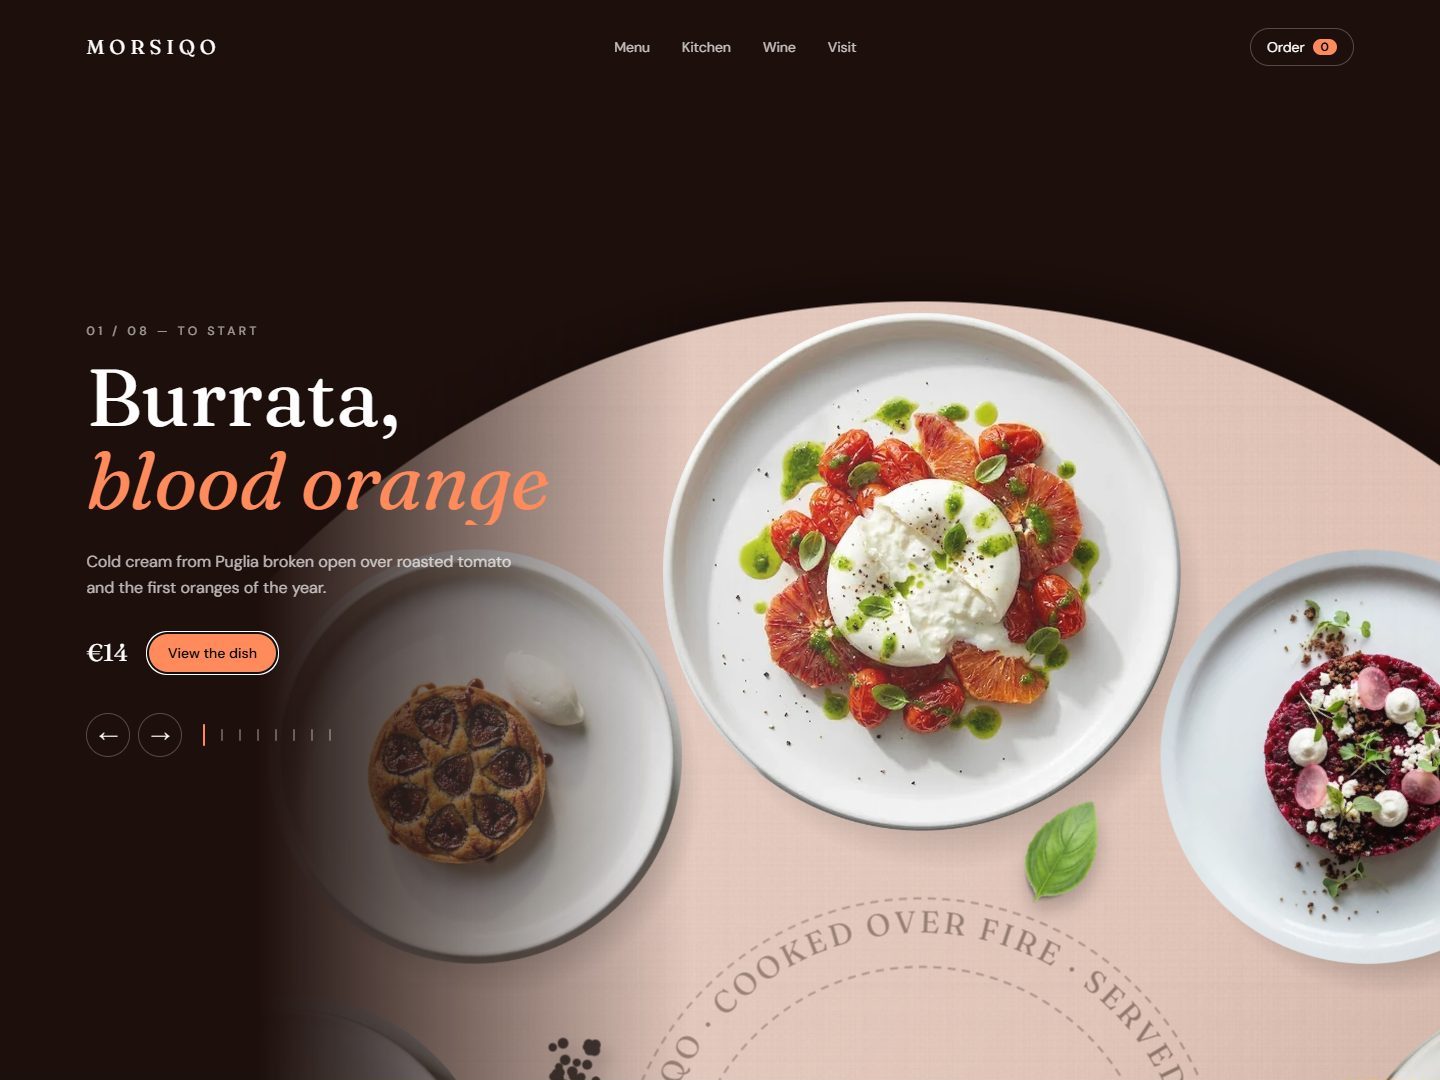 MORSIQO
Menu
Kitchen
Wine
Visit
Order 0
01 / 08 — TO START
Burrata,
blood orange
Cold cream from Puglia broken open over roasted tomato
and the first oranges of the year.
€14
View the dish
← →
QO · COOKED OVER FIRE · SERVED